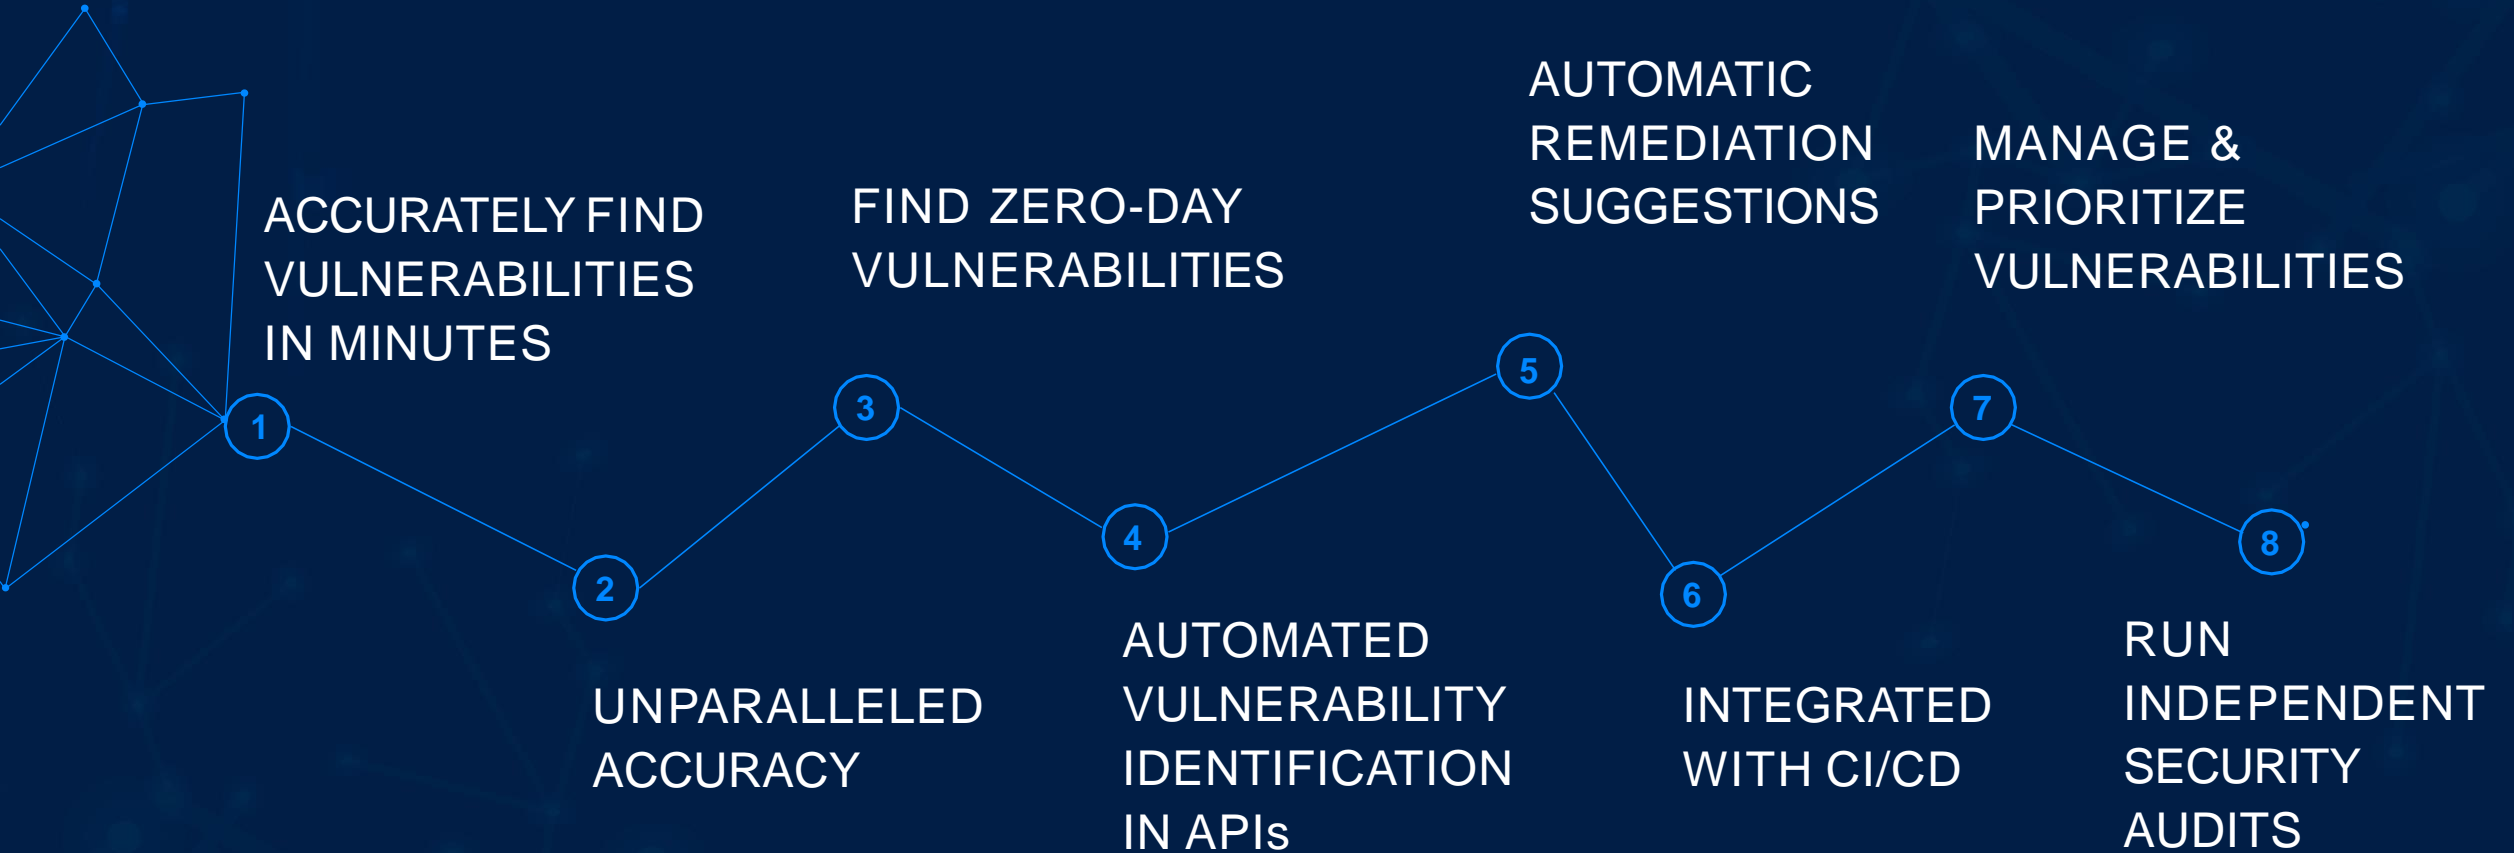 ACCURATELY FIND
VULNERABILITIES
IN MINUTES
1
2
UNPARALLELED
ACCURACY
FIND ZERO-DAY
VULNERABILITIES
3
4
AUTOMATED
VULNERABILITY
IDENTIFICATION
IN APIs
AUTOMATIC
REMEDIATION
SUGGESTIONS
5
6
INTEGRATED
WITH CI/CD
MANAGE &
PRIORITIZE
VULNERABILITIES
7
8
RUN
INDEPENDENT
SECURITY
AUDITS